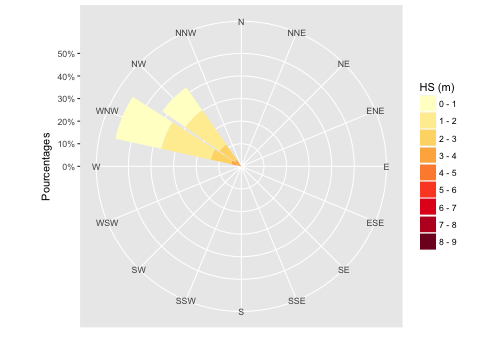 N
NNW
NNE
NW
NE
WNW
ENE
W
E
WSW
ESE
SW
SE
SSW
SSE
S
50%
40%
30%
20%
10%
0%
Pourcentages
HS (m)
0 - 1
1 - 2
2 - 3
3 - 4
4 - 5
5 - 6
6 - 7
7 - 8
8 - 9